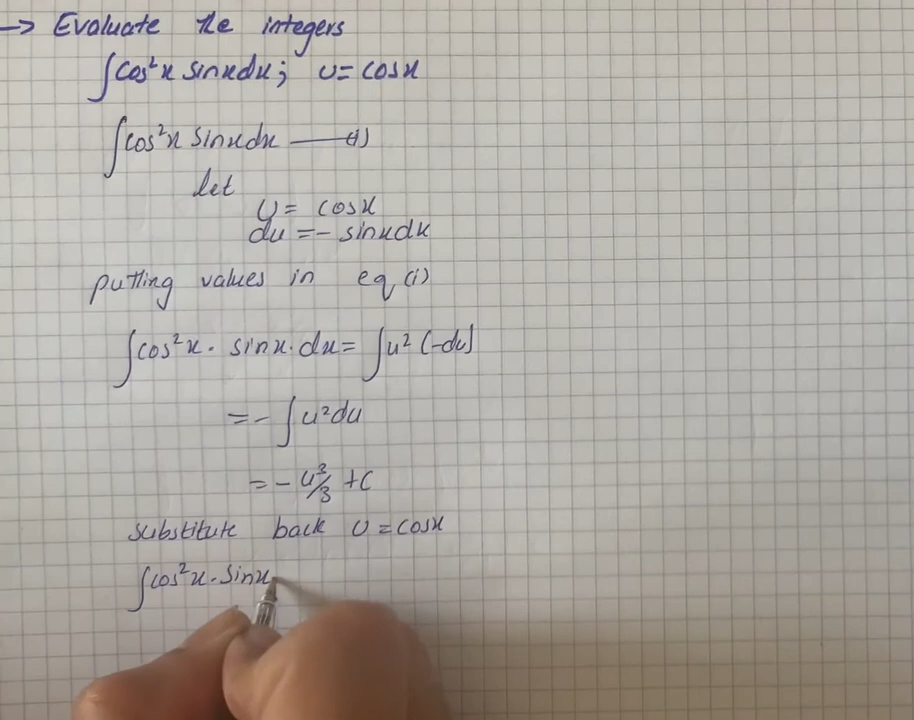 → Evaluate the integers
∫cos²x sinxdx; u= cosx
∫cos²x sinxdx ——(i)
let
u= cosx
du =- sinxdx
putting values in eq (i)
∫cos²x · sinx·dx= ∫u² (-du)
=- ∫u²du
=- u³/3 +C
substitute back u=cosx
∫cos²x · sinx